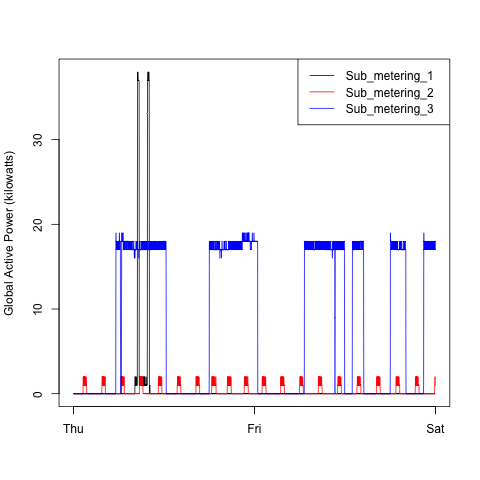 Sub_metering_1
Sub_metering_2
Sub_metering_3
Global Active Power (kilowatts)
30
20
10
0
Thu Fri Sat